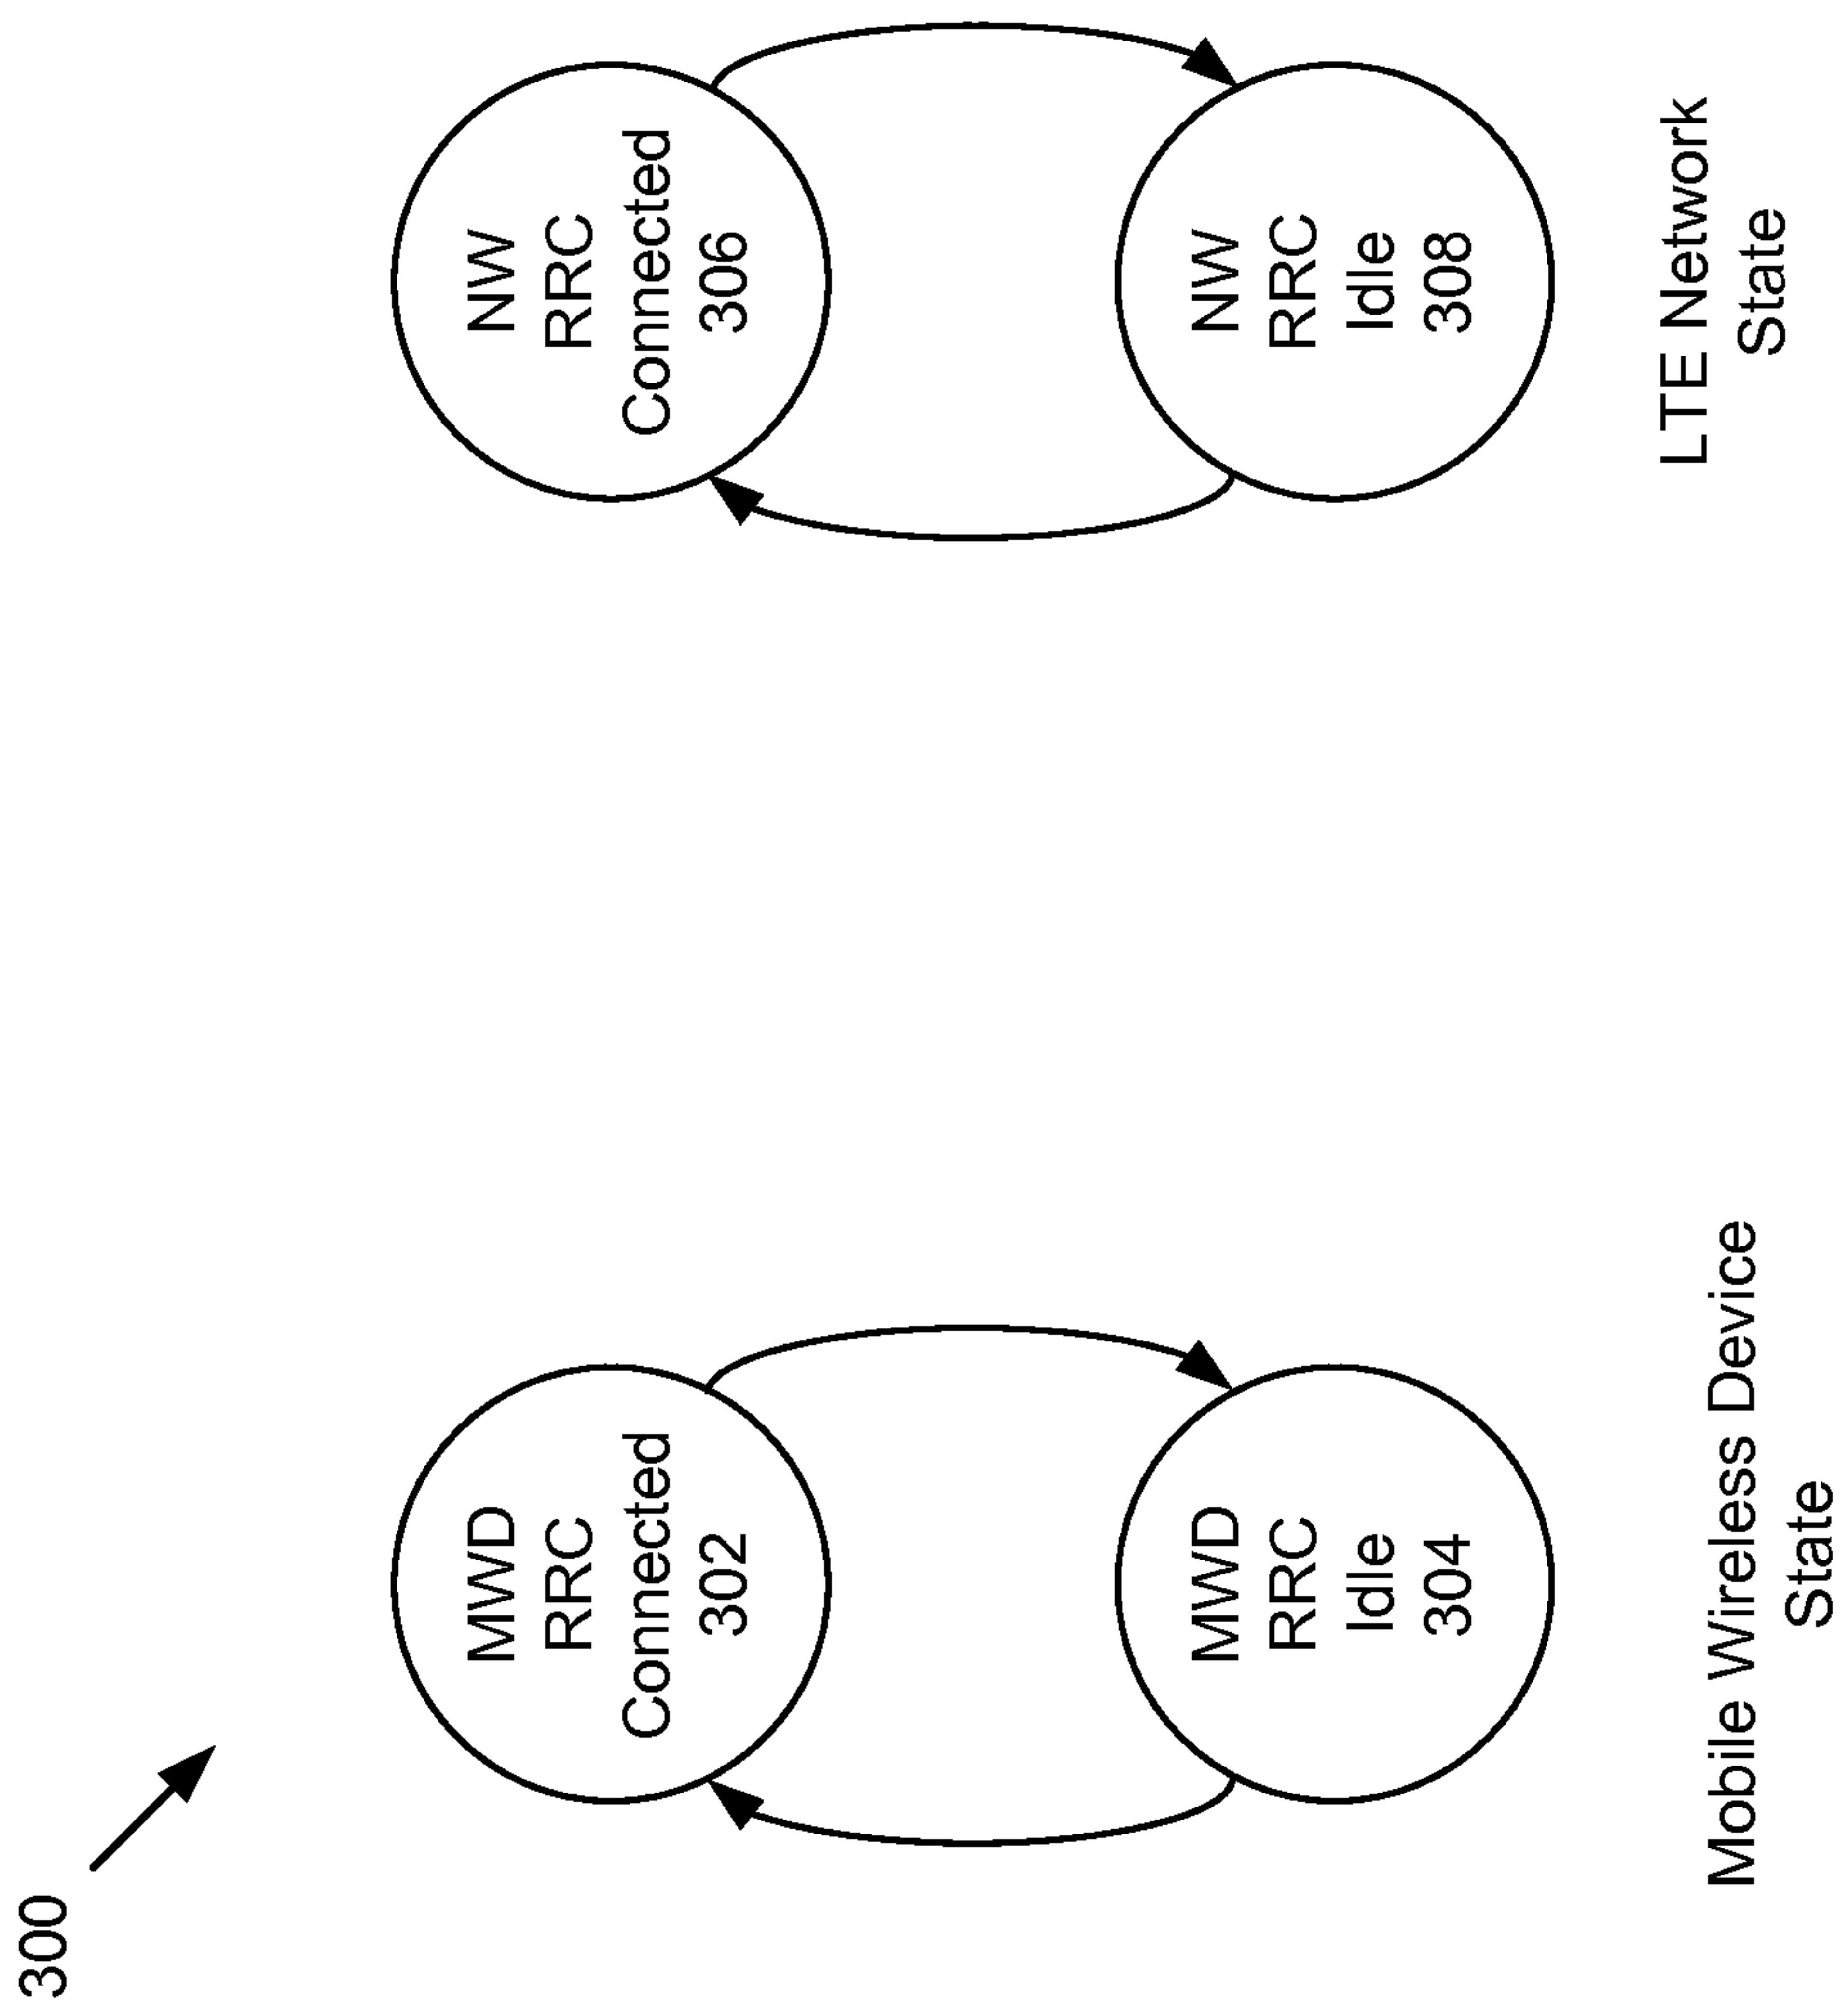 300
MWD
RRC
Connected
302
NW
RRC
Connected
306
MWD
RRC
Idle
304
NW
RRC
Idle
308
Mobile Wireless Device
State
LTE Network
State